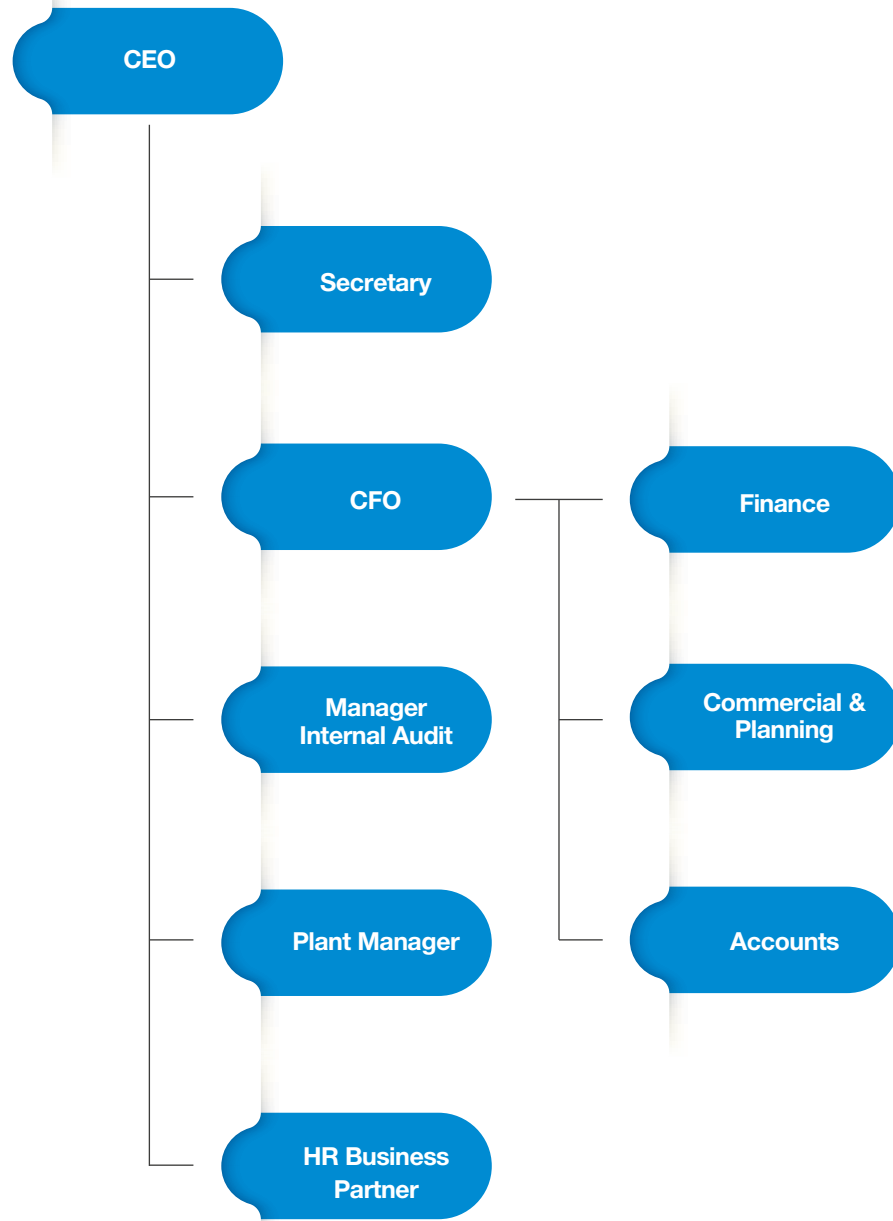 CEO
Secretary
CFO
Finance
Manager
Internal Audit
Commercial &
Planning
Plant Manager
Accounts
HR Business
Partner